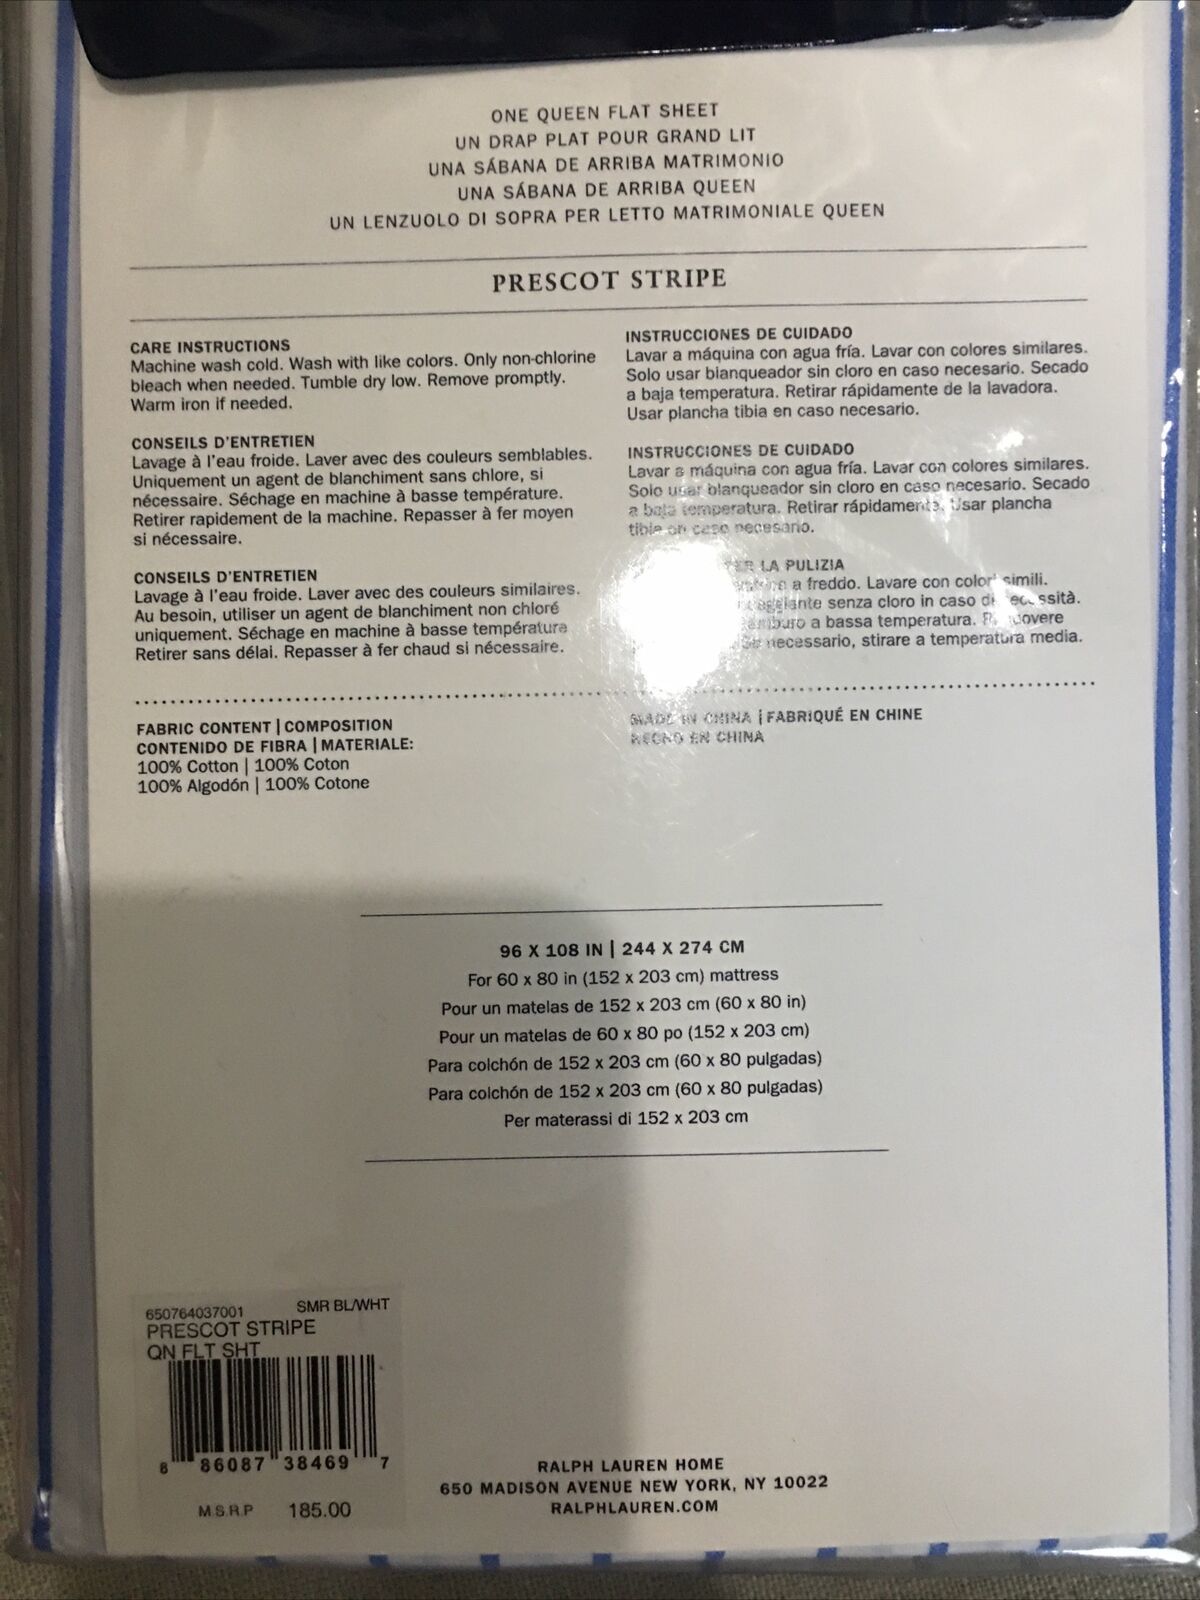 ONE QUEEN FLAT SHEET
UN DRAP PLAT POUR GRAND LIT
UNA SÁBANA DE ARRIBA MATRIMONIO
UNA SÁBANA DE ARRIBA QUEEN
UN LENZUOLO DI SOPRA PER LETTO MATRIMONIALE QUEEN
PRESCOT STRIPE
CARE INSTRUCTIONS
Machine wash cold. Wash with like colors. Only non-chlorine
bleach when needed. Tumble dry low. Remove promptly.
Warm iron if needed.
CONSEILS D'ENTRETIEN
Lavage à l'eau froide. Laver avec des couleurs semblables.
Uniquement un agent de blanchiment sans chlore, si
nécessaire. Séchage en machine à basse température.
Retirer rapidement de la machine. Repasser à fer moyen
si nécessaire.
CONSEILS D'ENTRETIEN
Lavage à l'eau froide. Laver avec des couleurs similaires.
Au besoin, utiliser un agent de blanchiment non chloré
uniquement. Séchage en machine à basse température
Retirer sans délai. Repasser à fer chaud si nécessaire.
INSTRUCCIONES DE CUIDADO
Lavar a máquina con agua fría. Lavar con colores similares.
Solo usar blanqueador sin cloro en caso necesario. Secado
a baja temperatura. Retirar rápidamente de la lavadora.
Usar plancha tibia en caso necesario.
INSTRUCCIONES DE CUIDADO
Lavar a máquina con agua fría. Lavar con colores similares.
Solo usar blanqueador sin cloro en caso necesario. Secado
a baja temperatura. Retirar rápidamente. Usar plancha
tibia en caso necesario.
LA PULIZIA
a freddo. Lavare con colori simili.
senza cloro in caso di necessità.
a bassa temperatura.
necessario, stirare a temperatura media.
FABRIC CONTENT | COMPOSITION
CONTENIDO DE FIBRA | MATERIALE:
100% Cotton | 100% Coton
100% Algodón | 100% Cotone
MADE IN CHINA | FABRIQUÉ EN CHINE
HECHO EN CHINA
96 X 108 IN | 244 X 274 CM
For 60 x 80 in (152 x 203 cm) mattress
Pour un matelas de 152 x 203 cm (60 x 80 in)
Pour un matelas de 60 x 80 po (152 x 203 cm)
Para colchón de 152 x 203 cm (60 x 80 pulgadas)
Para colchón de 152 x 203 cm (60 x 80 pulgadas)
Per materassi di 152 x 203 cm
650764037001 SMR BL/WHT
PRESCOT STRIPE
QN FLT SHT
8 86087 38469 7
M.S.R.P 185.00
RALPH LAUREN HOME
650 MADISON AVENUE NEW YORK, NY 10022
RALPHLAUREN.COM